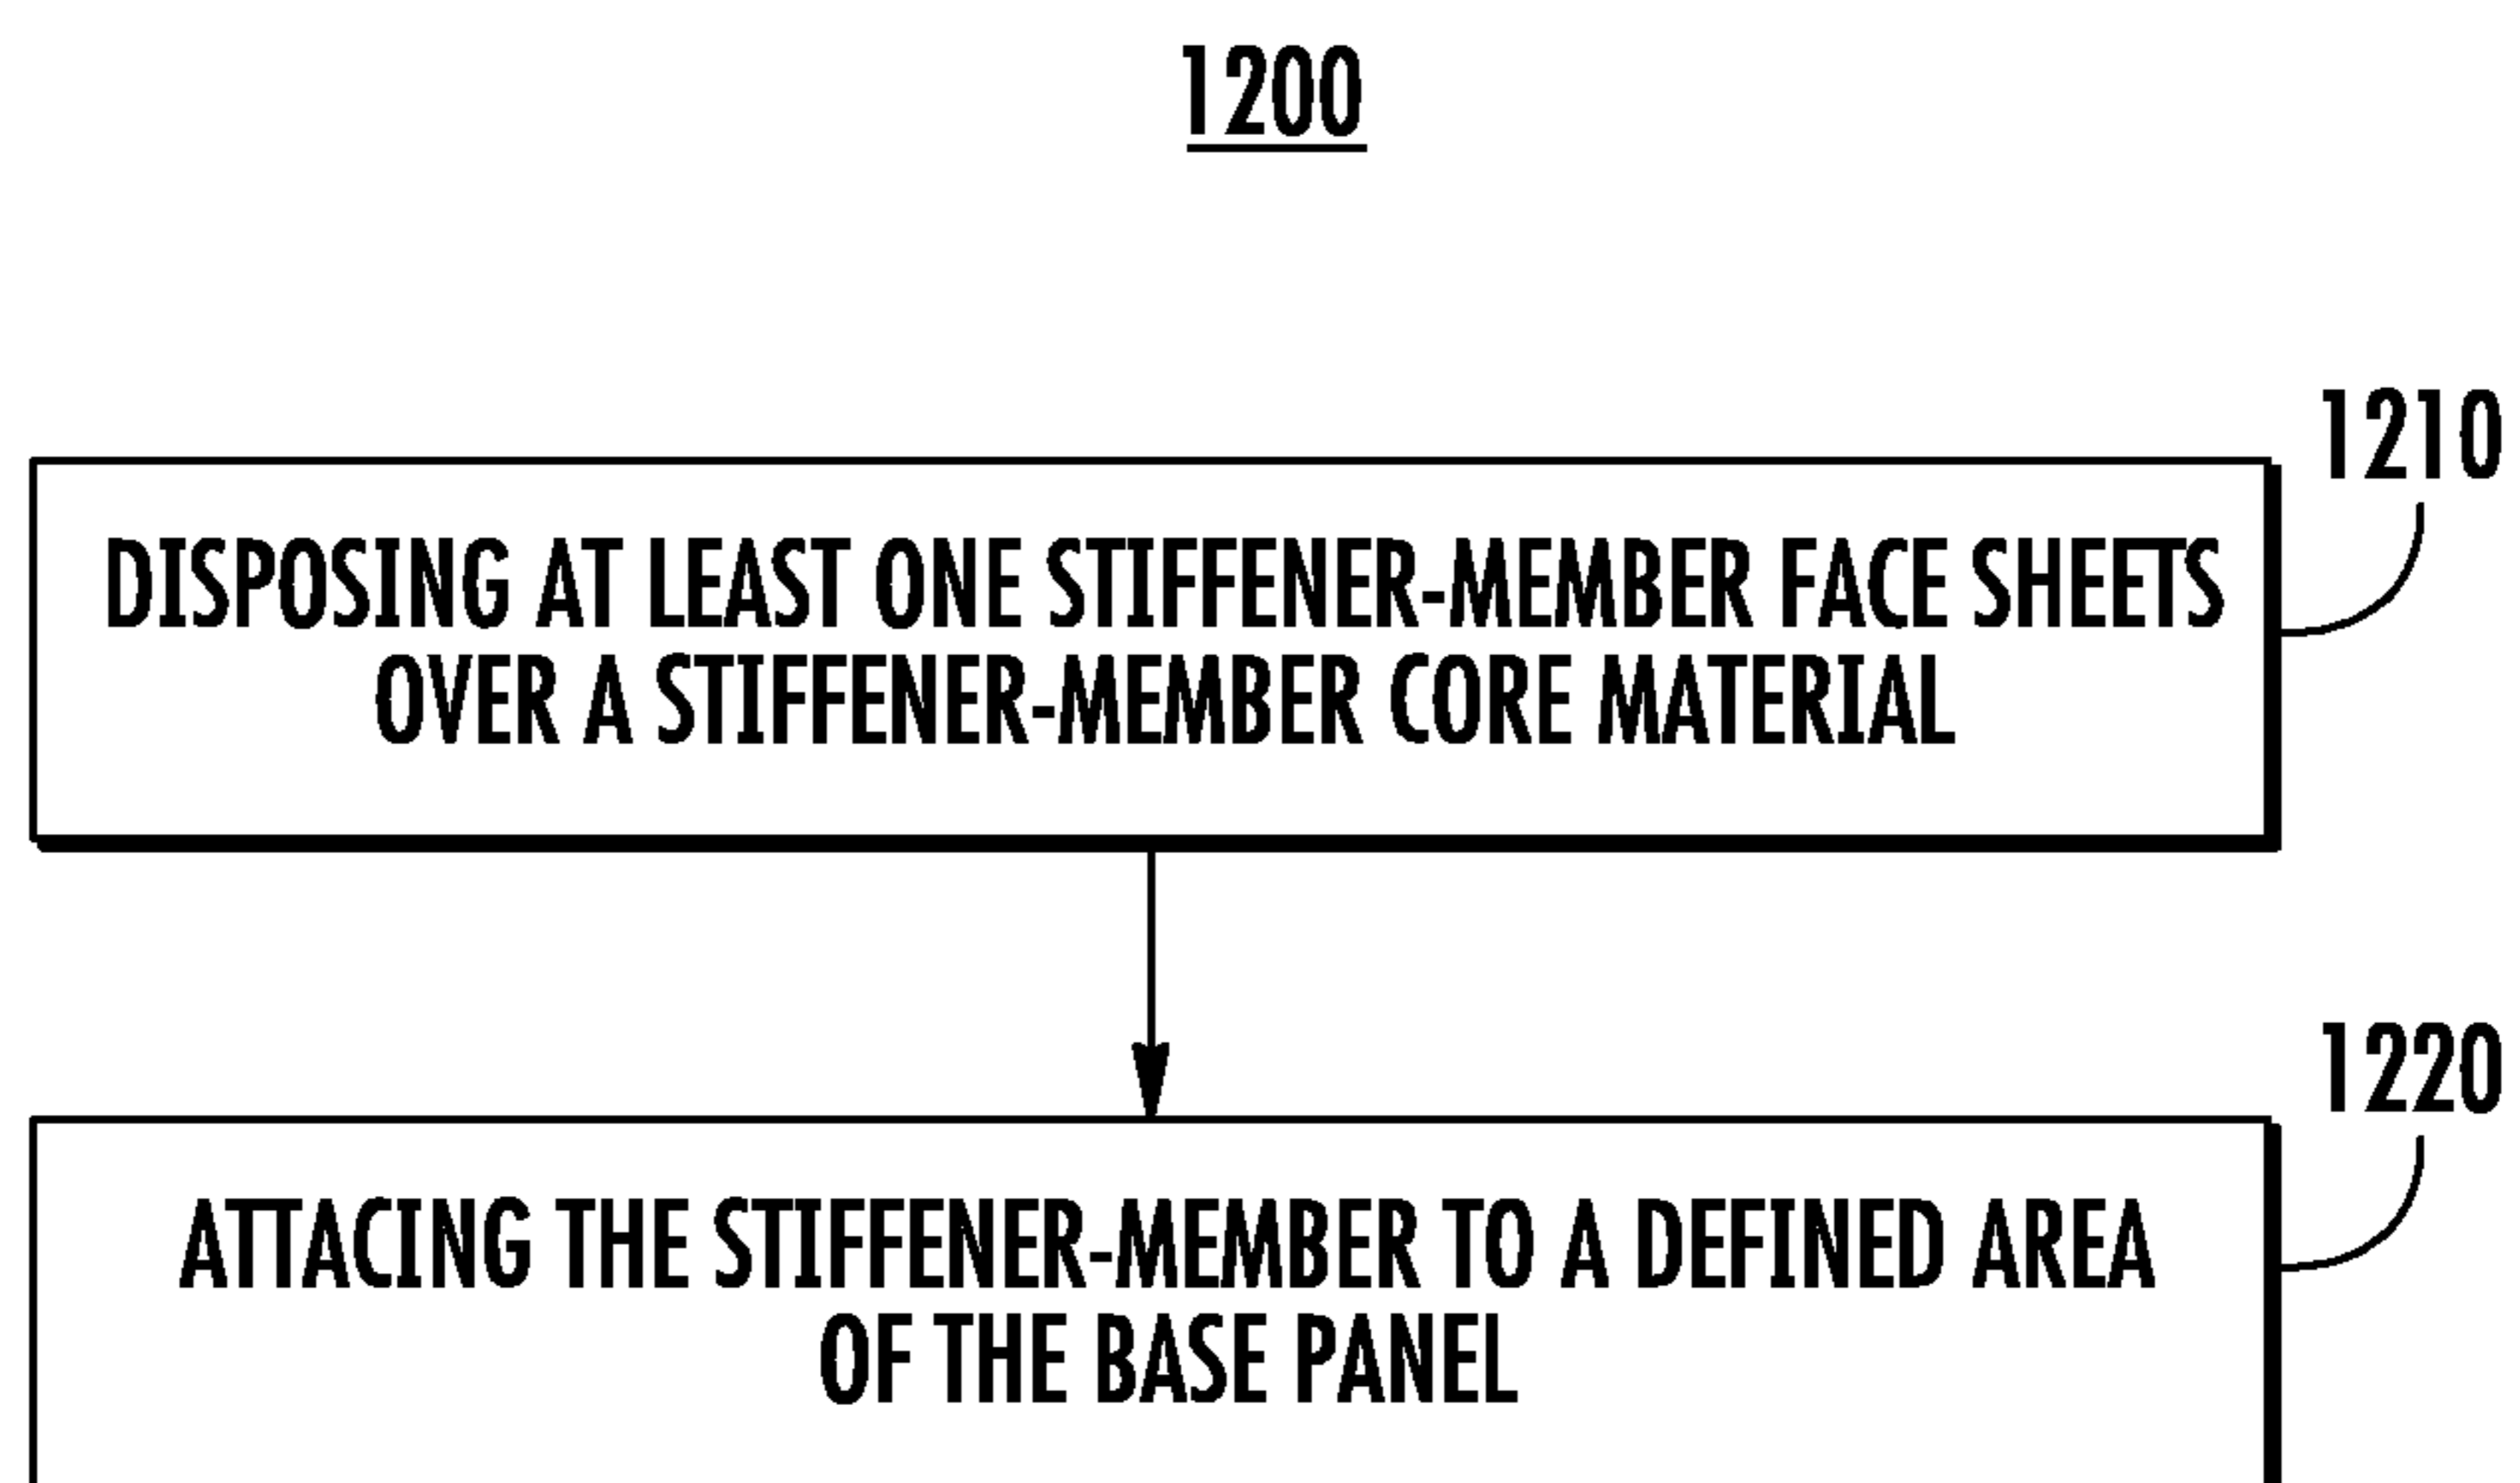 1200
1210
DISPOSING AT LEAST ONE STIFFENER-MEMBER FACE SHEETS
OVER A STIFFENER-MEMBER CORE MATERIAL
1220
ATTACING THE STIFFENER-MEMBER TO A DEFINED AREA
OF THE BASE PANEL